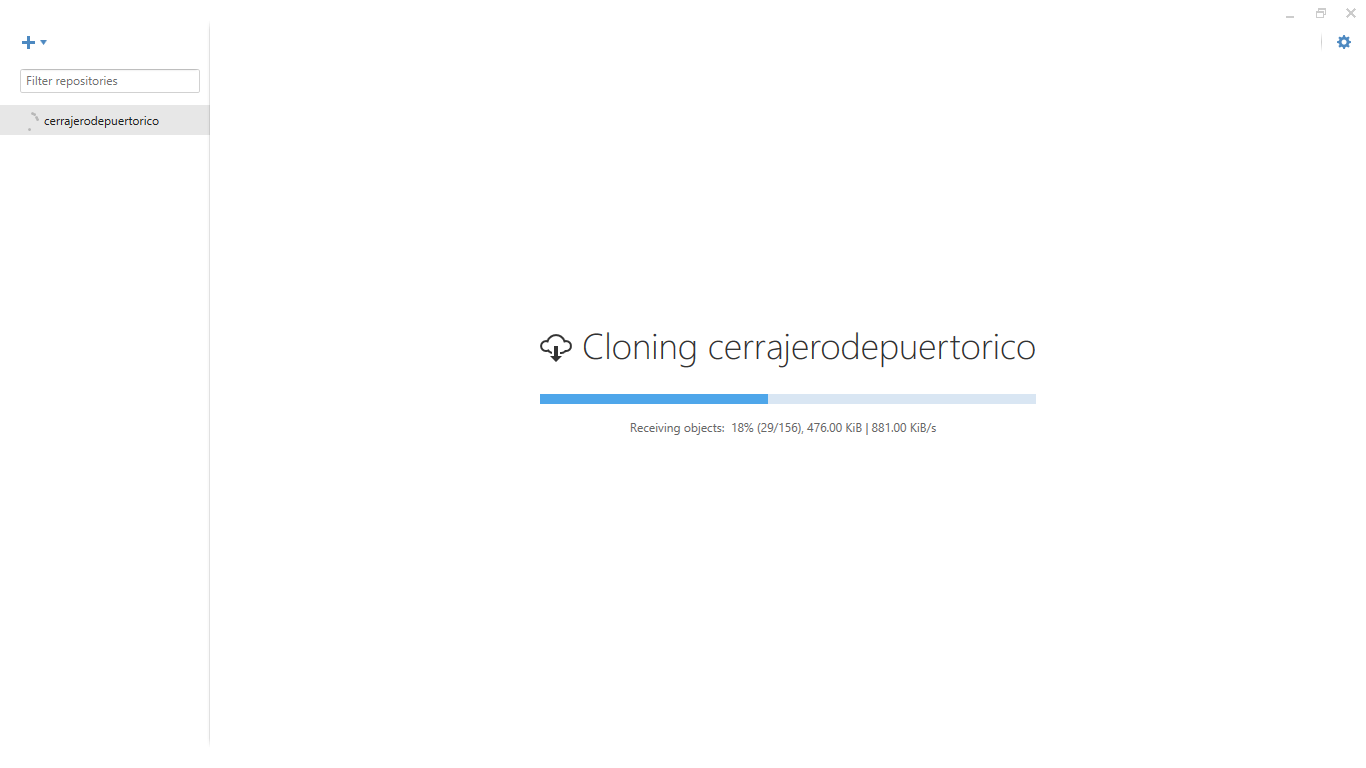 Filter repositories
cerrajerodepuertorico
Cloning cerrajerodepuertorico
Receiving objects:  18% (29/156), 476.00 KiB | 881.00 KiB/s